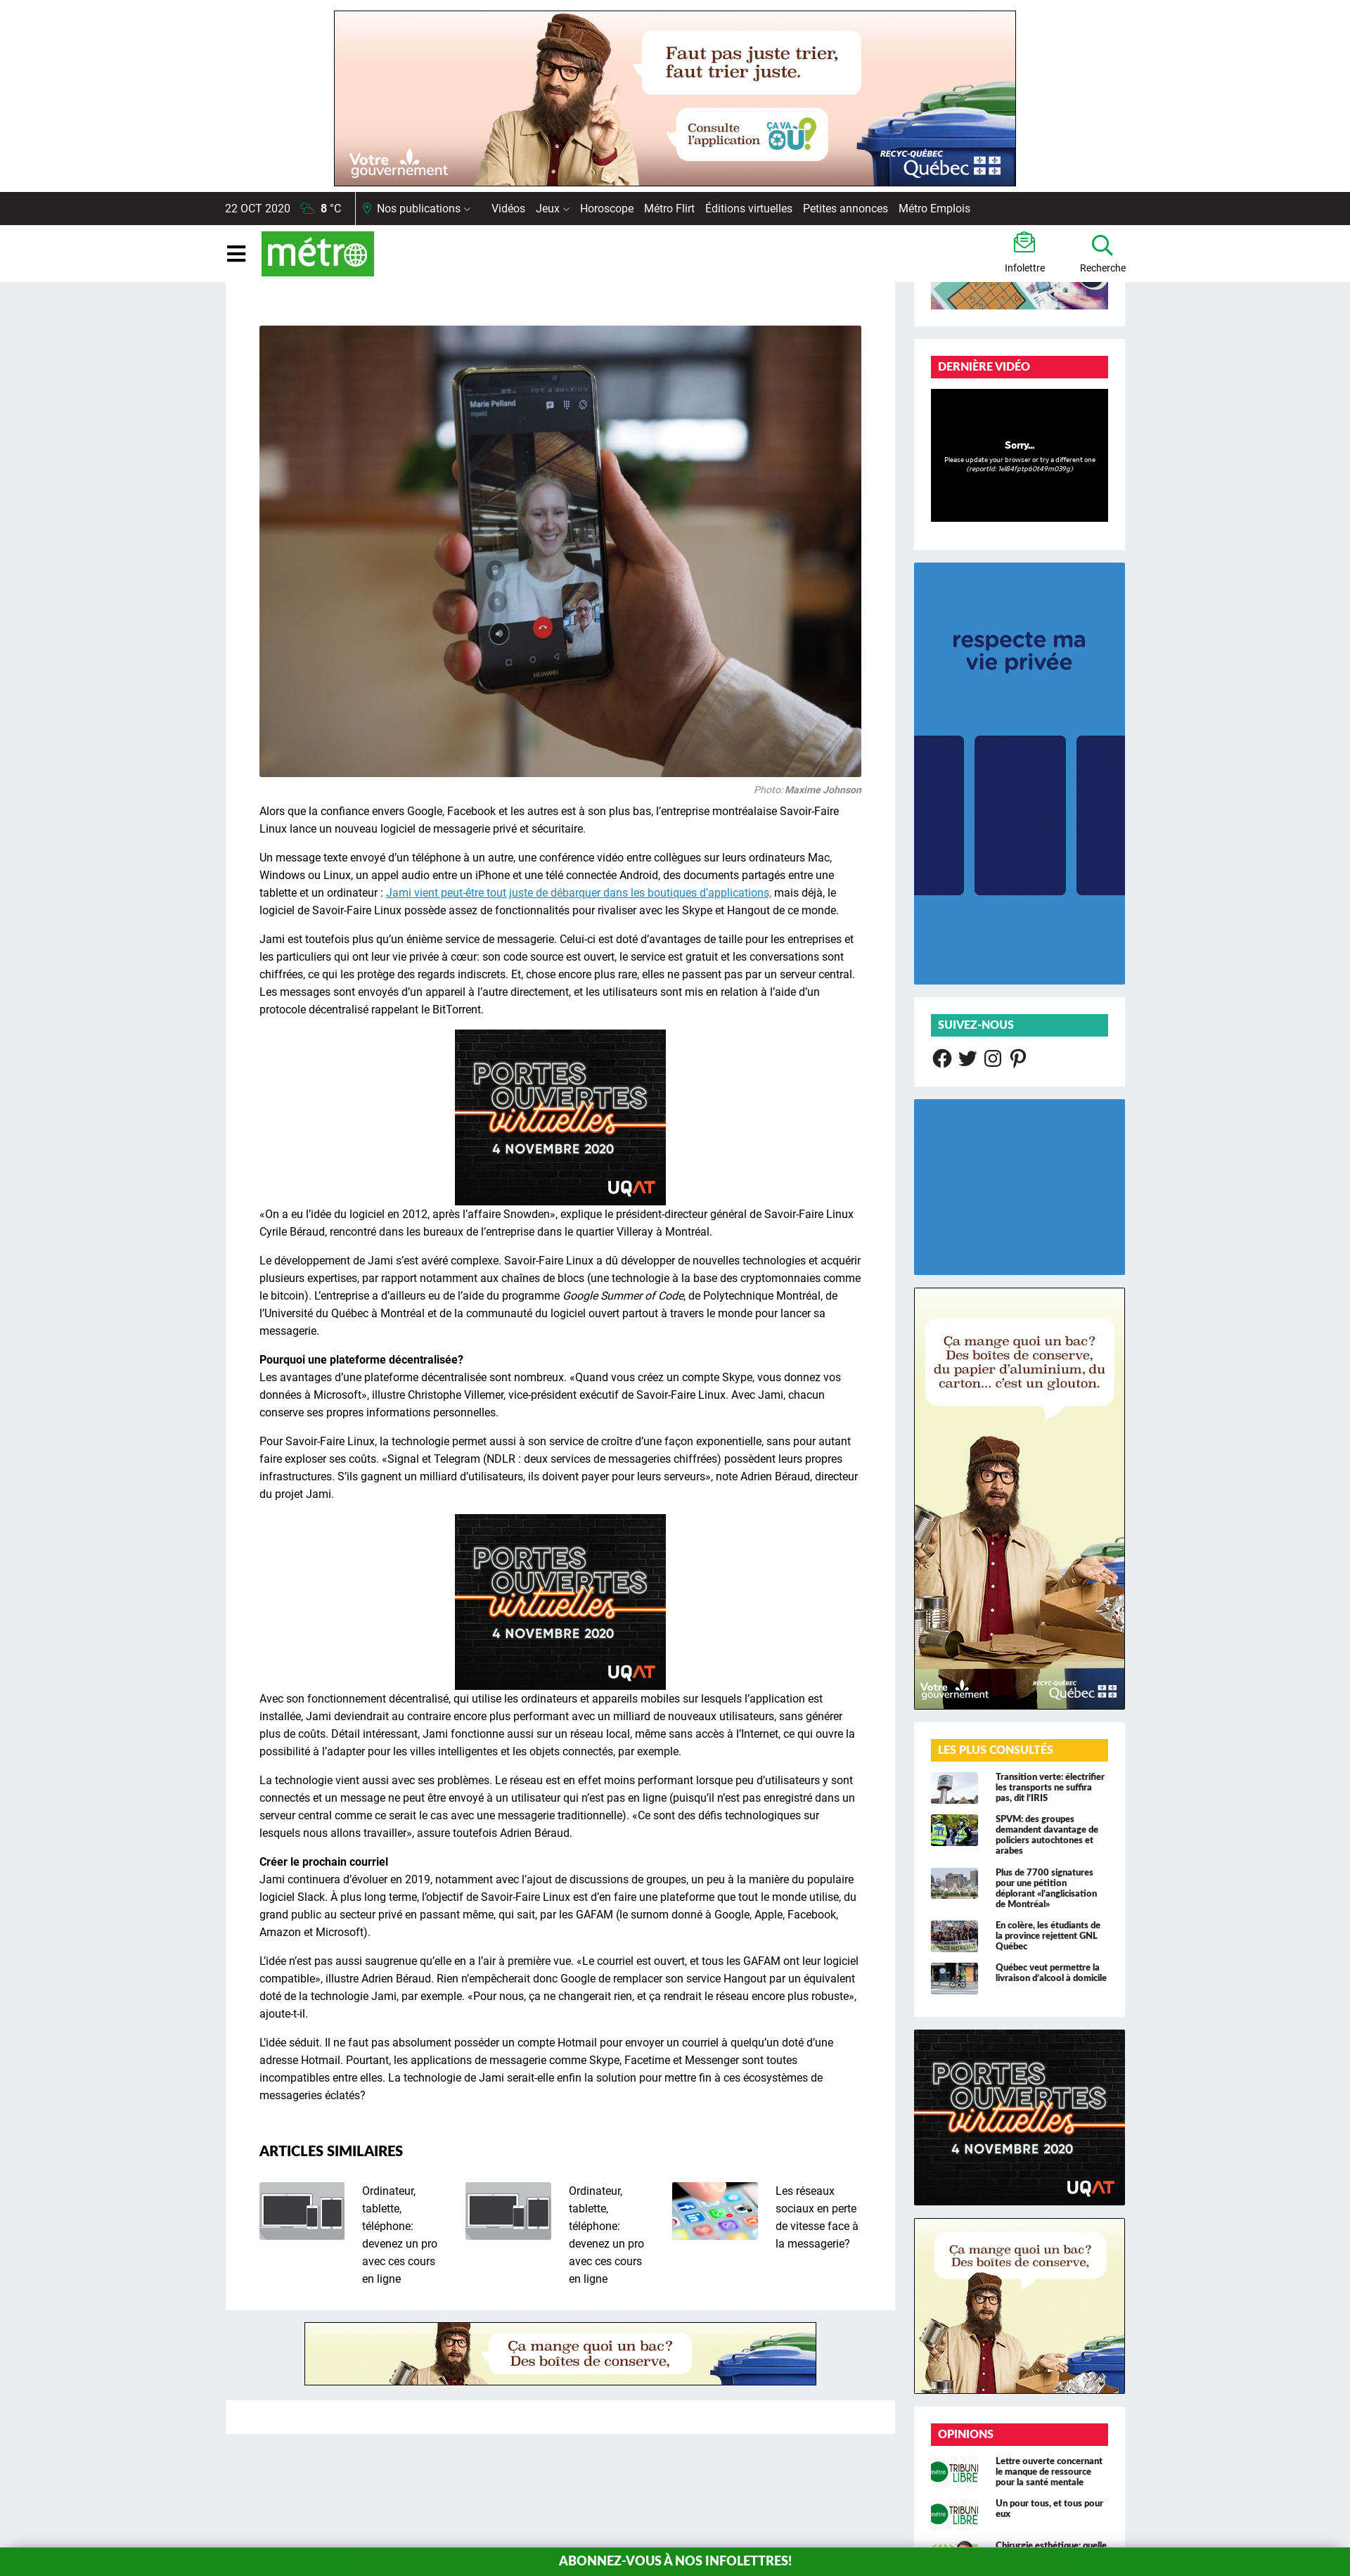 Faut pas juste trier,
faut trier juste.
Consulte
l'application
ÇA VA
OÙ?
Votre
gouvernement
RECYC-QUÉBEC
Québec
22 OCT 2020 8 °C Nos publications Vidéos Jeux Horoscope Métro Flirt Éditions virtuelles Petites annonces Métro Emplois
métro
Infolettre
Recherche
Marie Pelland
HUAWEI
Photo: Maxime Johnson
Alors que la confiance envers Google, Facebook et les autres est à son plus bas, l'entreprise montréalaise Savoir-Faire
Linux lance un nouveau logiciel de messagerie privé et sécuritaire.
Un message texte envoyé d'un téléphone à un autre, une conférence vidéo entre collègues sur leurs ordinateurs Mac,
Windows ou Linux, un appel audio entre un iPhone et une télé connectée Android, des documents partagés entre une
tablette et un ordinateur : Jami vient peut-être tout juste de débarquer dans les boutiques d'applications, mais déjà, le
logiciel de Savoir-Faire Linux possède assez de fonctionnalités pour rivaliser avec les Skype et Hangout de ce monde.
Jami est toutefois plus qu'un énième service de messagerie. Celui-ci est doté d'avantages de taille pour les entreprises et
les particuliers qui ont leur vie privée à cœur: son code source est ouvert, le service est gratuit et les conversations sont
chiffrées, ce qui les protège des regards indiscrets. Et, chose encore plus rare, elles ne passent pas par un serveur central.
Les messages sont envoyés d'un appareil à l'autre directement, et les utilisateurs sont mis en relation à l'aide d'un
protocole décentralisé rappelant le BitTorrent.
PORTES
OUVERTES
virtuelles
4 NOVEMBRE 2020
UQAT
«On a eu l'idée du logiciel en 2012, après l'affaire Snowden», explique le président-directeur général de Savoir-Faire Linux
Cyrile Béraud, rencontré dans les bureaux de l'entreprise dans le quartier Villeray à Montréal.
Le développement de Jami s'est avéré complexe. Savoir-Faire Linux a dû développer de nouvelles technologies et acquérir
plusieurs expertises, par rapport notamment aux chaînes de blocs (une technologie à la base des cryptomonnaies comme
le bitcoin). L'entreprise a d'ailleurs eu de l'aide du programme Google Summer of Code, de Polytechnique Montréal, de
l'Université du Québec à Montréal et de la communauté du logiciel ouvert partout à travers le monde pour lancer sa
messagerie.
Pourquoi une plateforme décentralisée?
Les avantages d'une plateforme décentralisée sont nombreux. «Quand vous créez un compte Skype, vous donnez vos
données à Microsoft», illustre Christophe Villemer, vice-président exécutif de Savoir-Faire Linux. Avec Jami, chacun
conserve ses propres informations personnelles.
Pour Savoir-Faire Linux, la technologie permet aussi à son service de croître d'une façon exponentielle, sans pour autant
faire exploser ses coûts. «Signal et Telegram (NDLR : deux services de messageries chiffrées) possèdent leurs propres
infrastructures. S'ils gagnent un milliard d'utilisateurs, ils doivent payer pour leurs serveurs», note Adrien Béraud, directeur
du projet Jami.
PORTES
OUVERTES
virtuelles
4 NOVEMBRE 2020
UQAT
Avec son fonctionnement décentralisé, qui utilise les ordinateurs et appareils mobiles sur lesquels l'application est
installée, Jami deviendrait au contraire encore plus performant avec un milliard de nouveaux utilisateurs, sans générer
plus de coûts. Détail intéressant, Jami fonctionne aussi sur un réseau local, même sans accès à l'Internet, ce qui ouvre la
possibilité à l'adapter pour les villes intelligentes et les objets connectés, par exemple.
La technologie vient aussi avec ses problèmes. Le réseau est en effet moins performant lorsque peu d'utilisateurs y sont
connectés et un message ne peut être envoyé à un utilisateur qui n'est pas en ligne (puisqu'il n'est pas enregistré dans un
serveur central comme ce serait le cas avec une messagerie traditionnelle). «Ce sont des défis technologiques sur
lesquels nous allons travailler», assure toutefois Adrien Béraud.
Créer le prochain courriel
Jami continuera d'évoluer en 2019, notamment avec l'ajout de discussions de groupes, un peu à la manière du populaire
logiciel Slack. À plus long terme, l'objectif de Savoir-Faire Linux est d'en faire une plateforme que tout le monde utilise, du
grand public au secteur privé en passant même, qui sait, par les GAFAM (le surnom donné à Google, Apple, Facebook,
Amazon et Microsoft).
L'idée n'est pas aussi saugrenue qu'elle en a l'air à première vue. «Le courriel est ouvert, et tous les GAFAM ont leur logiciel
compatible», illustre Adrien Béraud. Rien n'empêcherait donc Google de remplacer son service Hangout par un équivalent
doté de la technologie Jami, par exemple. «Pour nous, ça ne changerait rien, et ça rendrait le réseau encore plus robuste»,
ajoute-t-il.
L'idée séduit. Il ne faut pas absolument posséder un compte Hotmail pour envoyer un courriel à quelqu'un doté d'une
adresse Hotmail. Pourtant, les applications de messagerie comme Skype, Facetime et Messenger sont toutes
incompatibles entre elles. La technologie de Jami serait-elle enfin la solution pour mettre fin à ces écosystèmes de
messageries éclatés?
ARTICLES SIMILAIRES
Ordinateur,
tablette,
téléphone:
devenez un pro
avec ces cours
en ligne
Ordinateur,
tablette,
téléphone:
devenez un pro
avec ces cours
en ligne
Les réseaux
sociaux en perte
de vitesse face à
la messagerie?
Ça mange quoi un bac?
Des boîtes de conserve,
DERNIÈRE VIDÉO
Sorry...
Please update your browser or try a different one
(reportId: 1el84fptp60t49m039g)
respecte ma
vie privée
SUIVEZ-NOUS
Ça mange quoi un bac?
Des boîtes de conserve,
du papier d'aluminium, du
carton... c'est un glouton.
Votre
gouvernement
RECYC-QUÉBEC
Québec
LES PLUS CONSULTÉS
Transition verte: électrifier
les transports ne suffira
pas, dit l'IRIS
SPVM: des groupes
demandent davantage de
policiers autochtones et
arabes
Plus de 7700 signatures
pour une pétition
déplorant «l'anglicisation
de Montréal»
En colère, les étudiants de
la province rejettent GNL
Québec
Québec veut permettre la
livraison d'alcool à domicile
PORTES
OUVERTES
virtuelles
4 NOVEMBRE 2020
UQAT
Ça mange quoi un bac?
Des boîtes de conserve,
OPINIONS
métro
TRIBUNE
LIBRE
Lettre ouverte concernant
le manque de ressource
pour la santé mentale
métro
TRIBUNE
LIBRE
Un pour tous, et tous pour
eux
Chirurgie esthétique: quelle
ABONNEZ-VOUS À NOS INFOLETTRES!